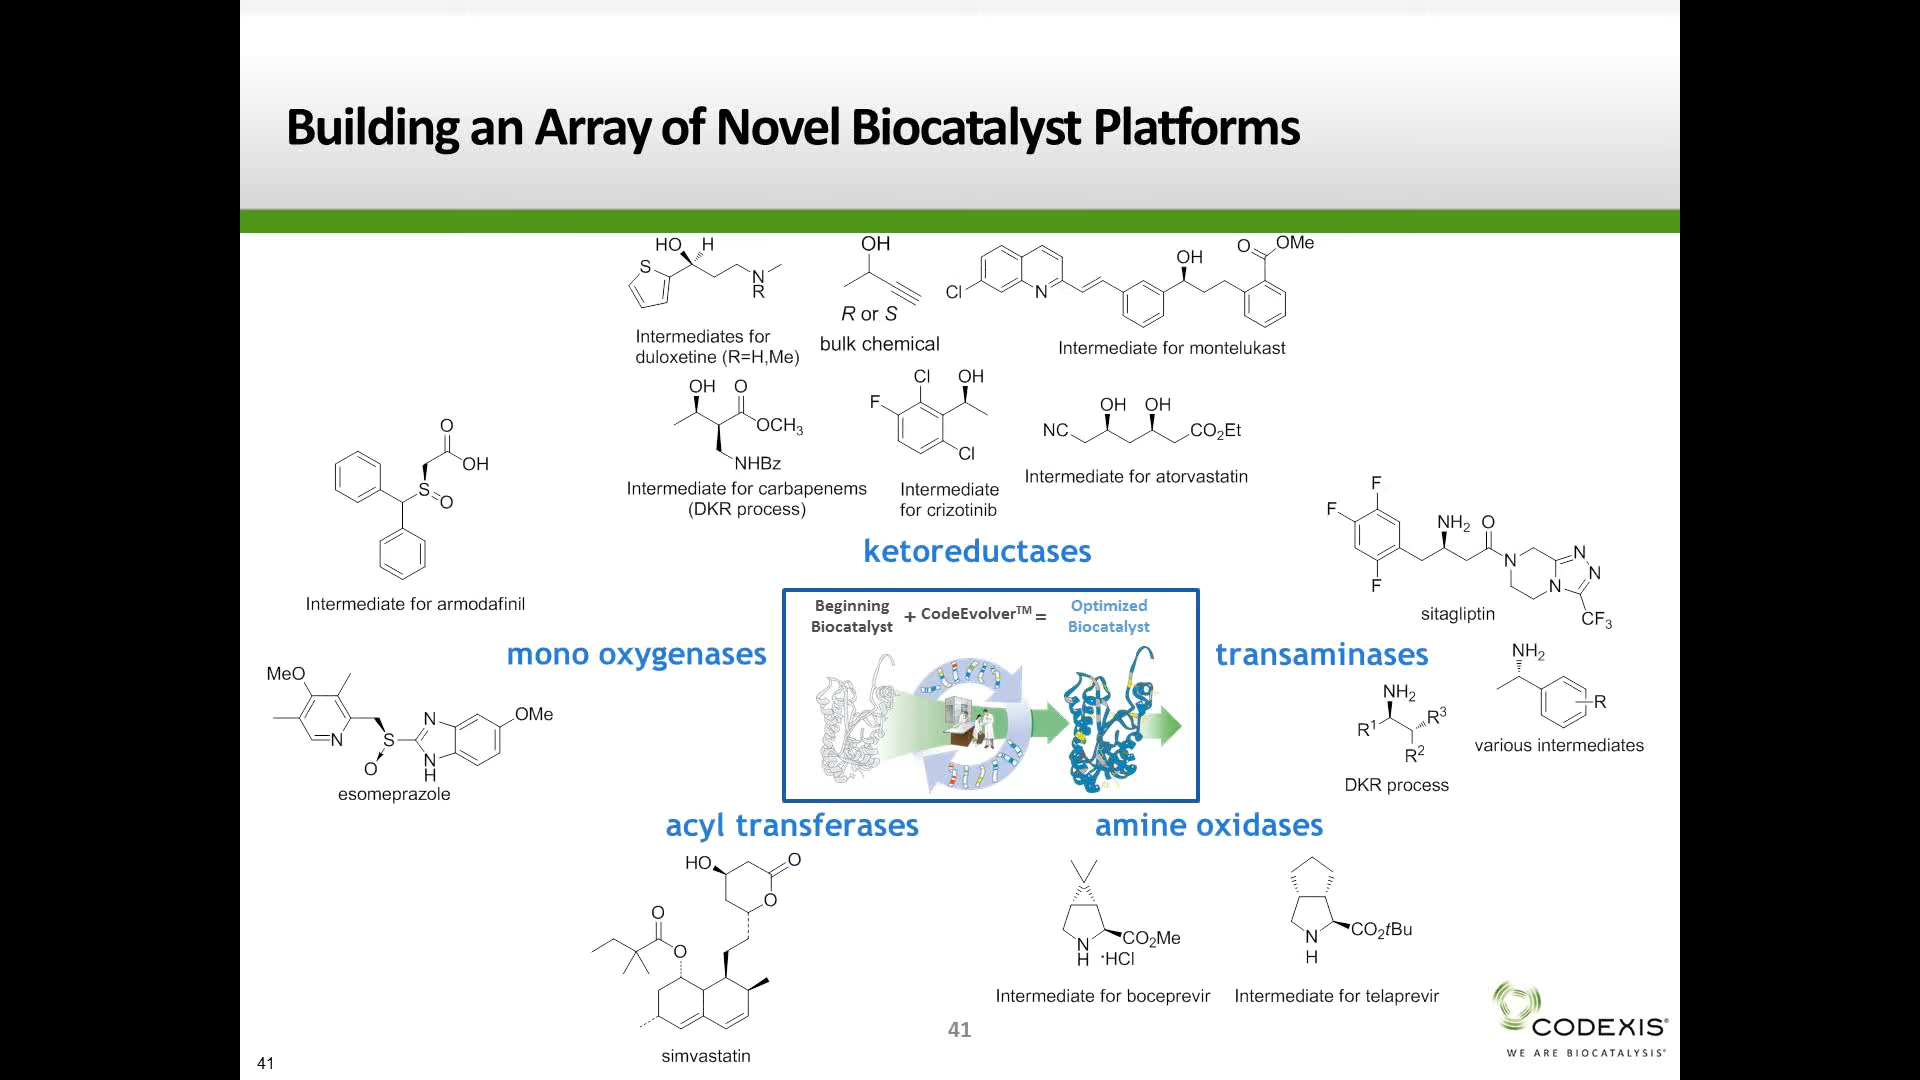 Building an Array of Novel Biocatalyst Platforms
HO H
S
N
R
Intermediates for
duloxetine (R=H,Me)
OH
R or S
bulk chemical
Cl
N
OH
O
OMe
Intermediate for montelukast
OH O
OCH3
NHBz
Intermediate for carbapenems
(DKR process)
Cl OH
F
Cl
Intermediate
for crizotinib
OH OH
NC
CO2Et
Intermediate for atorvastatin
ketoreductases
O
OH
S
O
Intermediate for armodafinil
mono oxygenases
MeO
N
S
O
N
N
H
OMe
esomeprazole
Beginning
Biocatalyst
+ CodeEvolver™ =
Optimized
Biocatalyst
F
F
F
NH2 O
N
N
N
N
CF3
sitagliptin
transaminases
NH2
R
various intermediates
NH2
R1
R3
R2
DKR process
acyl transferases
HO
O
O
O
O
simvastatin
amine oxidases
N
H
CO2Me
·HCl
Intermediate for boceprevir
N
H
CO2tBu
Intermediate for telaprevir
41
41
CODEXIS®
WE ARE BIOCATALYSIS®